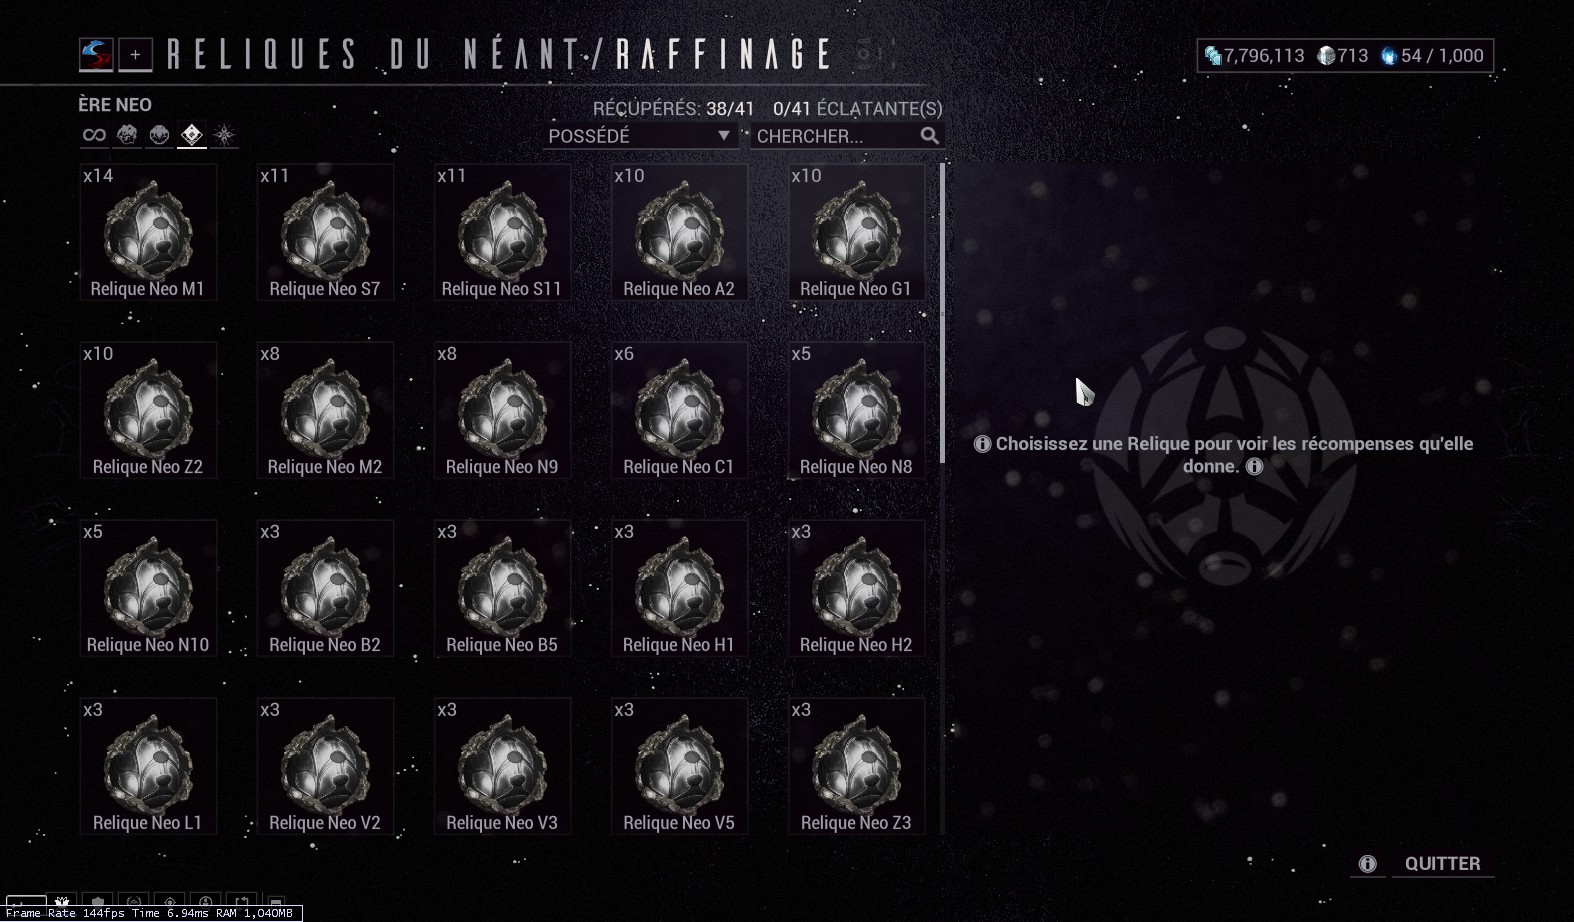 RELIQUES DU NÉANT/RAFFINAGE
7,796,113 713 54 / 1,000
ÈRE NEO
RÉCUPÉRÉS: 38/41 0/41 ÉCLATANTE(S)
POSSÉDÉ CHERCHER...
x14 x11 x11 x10 x10
Relique Neo M1 Relique Neo S7 Relique Neo S11 Relique Neo A2 Relique Neo G1
x10 x8 x8 x6 x5
Relique Neo Z2 Relique Neo M2 Relique Neo N9 Relique Neo C1 Relique Neo N8
x5 x3 x3 x3 x3
Relique Neo N10 Relique Neo B2 Relique Neo B5 Relique Neo H1 Relique Neo H2
x3 x3 x3 x3 x3
Relique Neo L1 Relique Neo V2 Relique Neo V3 Relique Neo V5 Relique Neo Z3
Choisissez une Relique pour voir les récompenses qu'elle
donne.
QUITTER
Frame Rate 144fps Time 6.94ms RAM 1,040MB